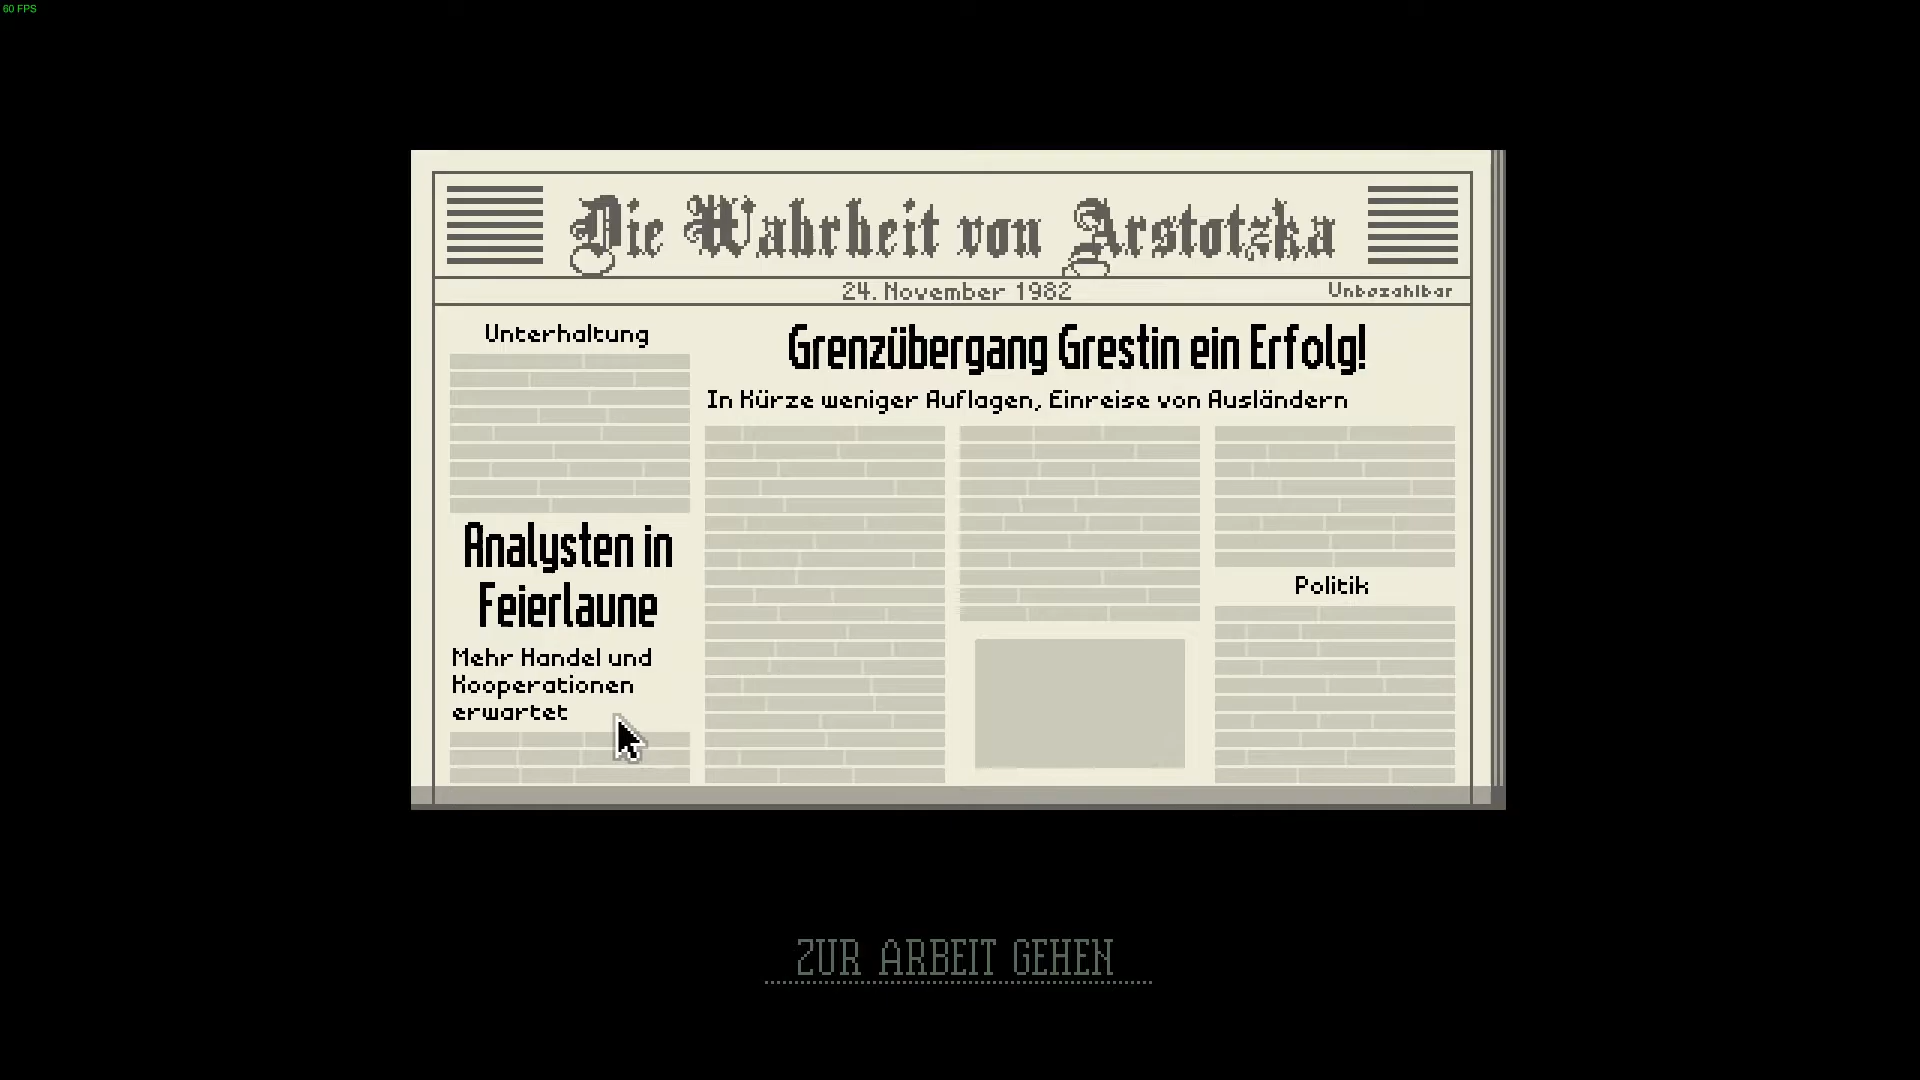 60 FPS
Die Wahrheit von Arstotzka
24. November 1982
Unbezahlbar
Unterhaltung
Analysten in
Feierlaune
Mehr Handel und
Kooperationen
erwartet
Grenzübergang Grestin ein Erfolg!
In Kürze weniger Auflagen, Einreise von Ausländern
Politik
ZUR ARBEIT GEHEN